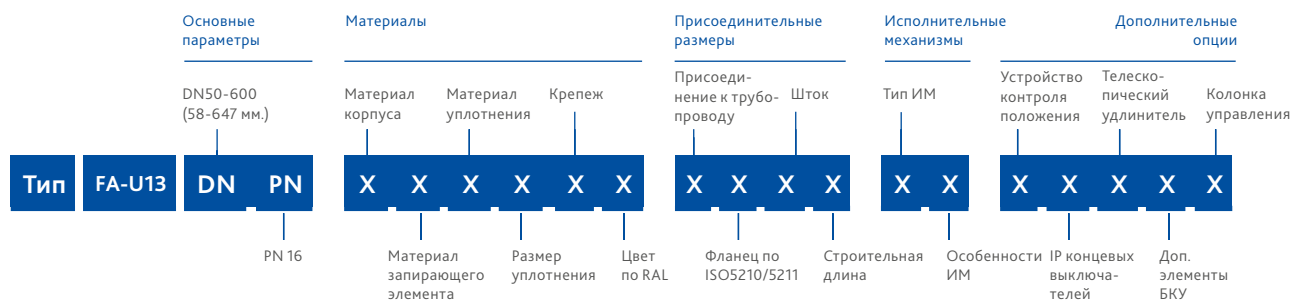 Основные
параметры
Материалы
Присоединительные
размеры
Исполнительные
механизмы
Дополнительные
опции
DN50-600
(58-647 мм.)
Материал
корпуса
Материал
уплотнения
Крепеж
Присоеди-
нение к трубо-
проводу
Шток
Тип ИМ
Устройство
контроля
положения
Телеско-
пический
удлинитель
Колонка
управления
Тип FA-U13 DN PN X X X X X X X X X X X X X X X X X
PN 16
Материал
запирающего
элемента
Размер
уплотнения
Цвет
по RAL
Фланец по
ISO5210/5211
Строительная
длина
Особенности
ИМ
IP концевых
выключа-
телей
Доп.
элементы
БКУ